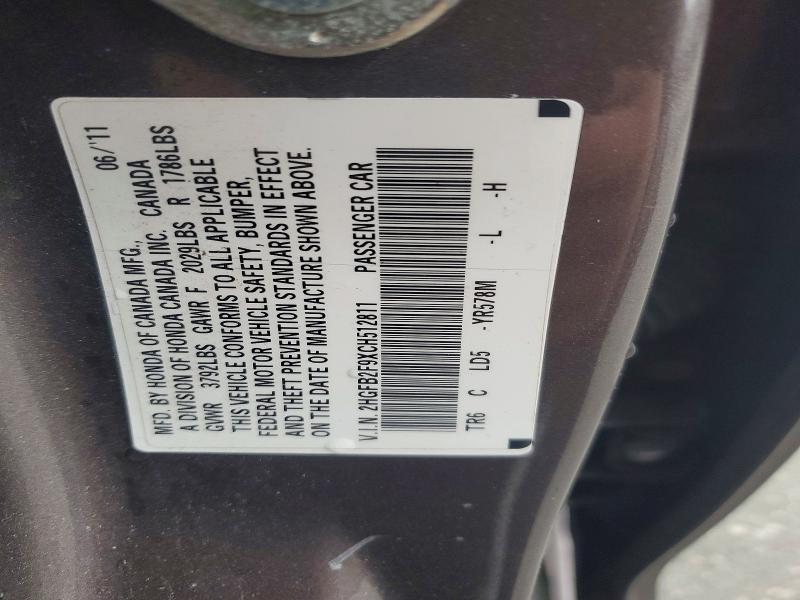 MFD. BY HONDA OF CANADA MFG., 06/'11
A DIVISION OF HONDA CANADA INC. CANADA
GVWR 3792LBS GAWR F 2029LBS R 1786LBS
THIS VEHICLE CONFORMS TO ALL APPLICABLE
FEDERAL MOTOR VEHICLE SAFETY, BUMPER,
AND THEFT PREVENTION STANDARDS IN EFFECT
ON THE DATE OF MANUFACTURE SHOWN ABOVE.
V.I.N. 2HGFB2F9XCH512811 PASSENGER CAR
TR6 C LD5 -YR578M -L -H